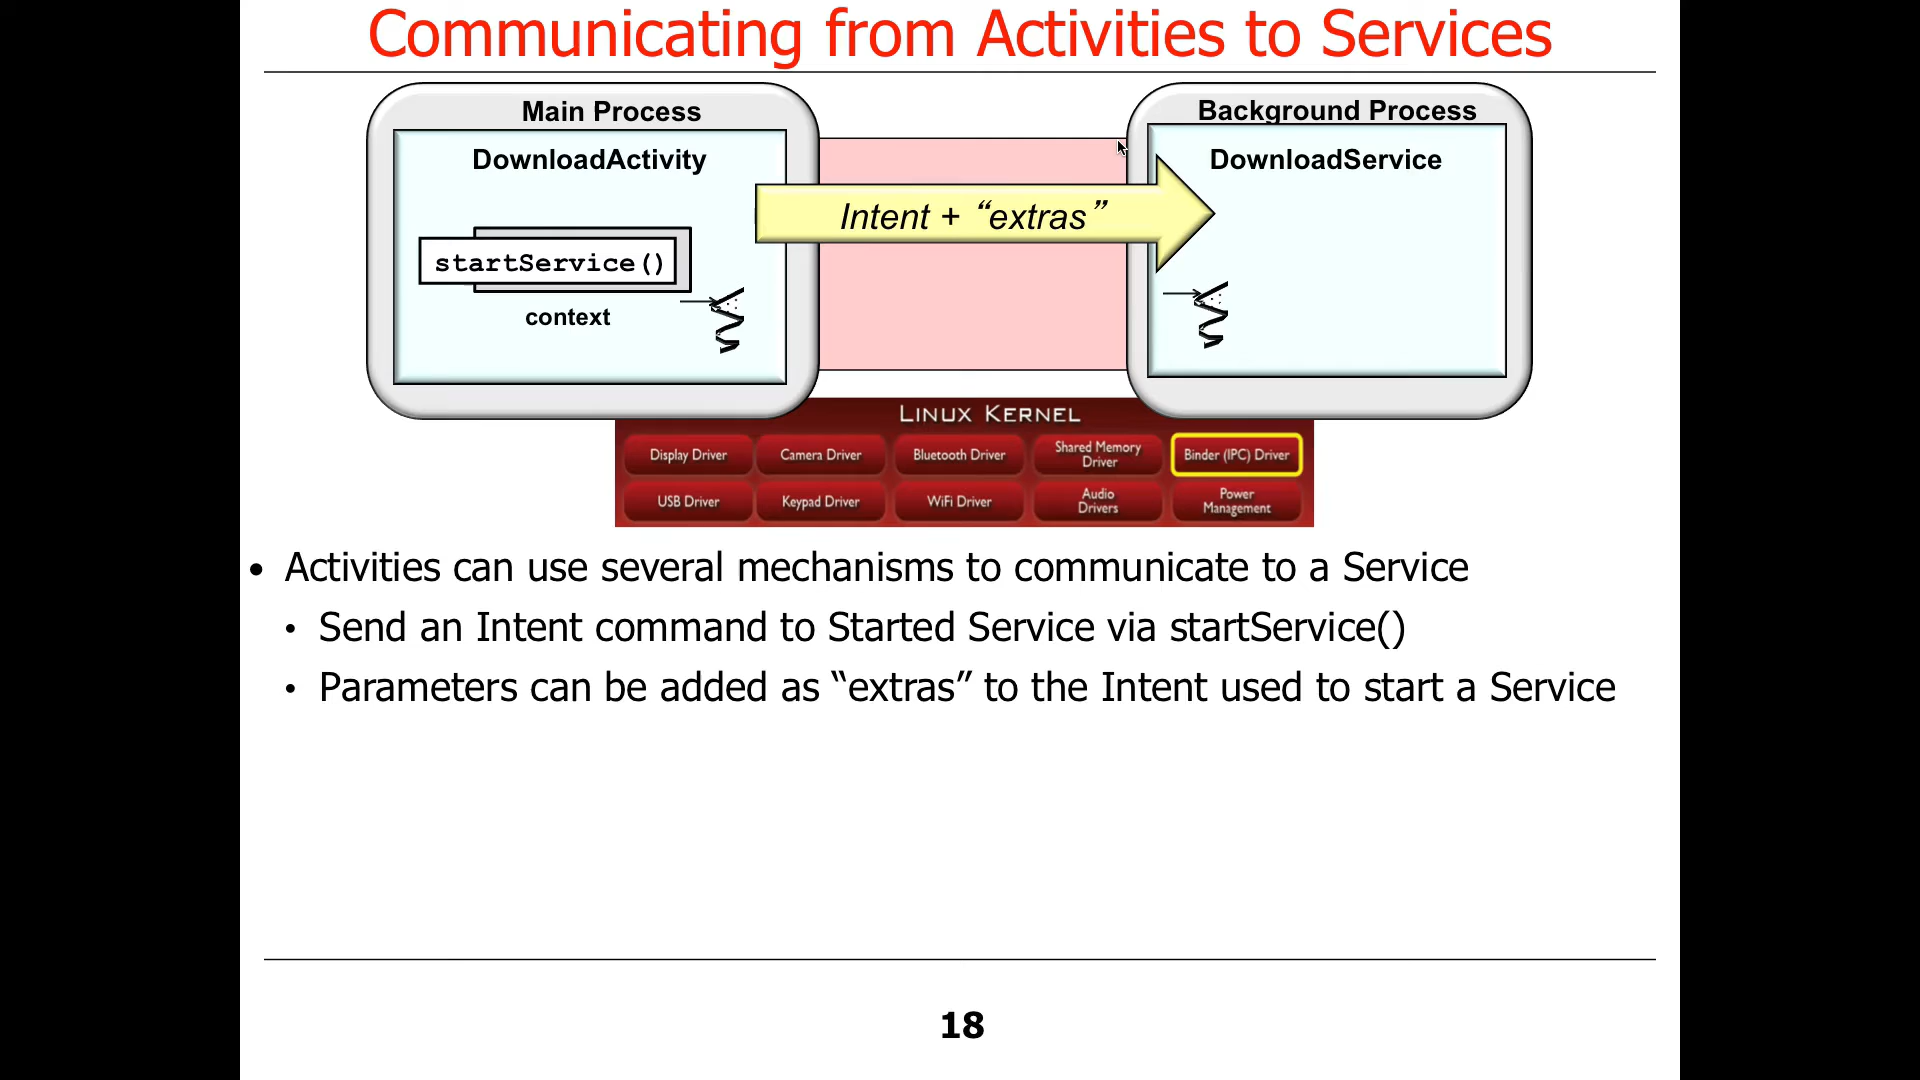 Communicating from Activities to Services
Main Process
DownloadActivity
startService()
context
Intent + “extras”
Background Process
DownloadService
LINUX KERNEL
Display Driver
Camera Driver
Bluetooth Driver
Shared Memory
Driver
Binder (IPC) Driver
USB Driver
Keypad Driver
WiFi Driver
Audio
Drivers
Power
Management
• Activities can use several mechanisms to communicate to a Service
• Send an Intent command to Started Service via startService()
• Parameters can be added as “extras” to the Intent used to start a Service
18